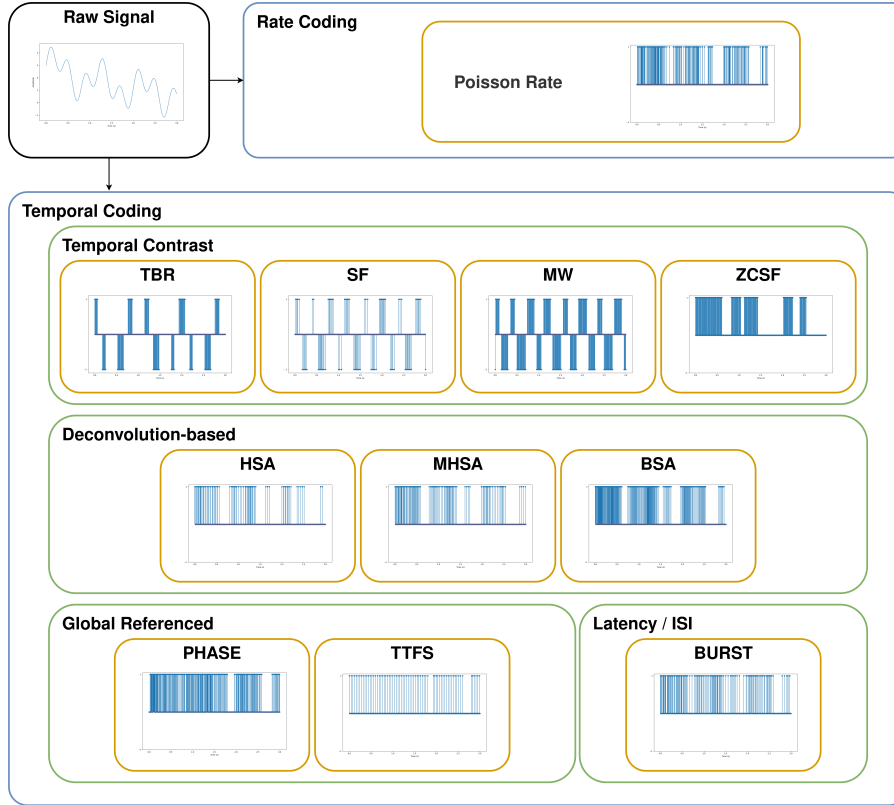 Raw Signal
Rate Coding
Poisson Rate
Temporal Coding
Temporal Contrast
TBR
SF
MW
ZCSF
Deconvolution-based
HSA
MHSA
BSA
Global Referenced
PHASE
TTFS
Latency / ISI
BURST